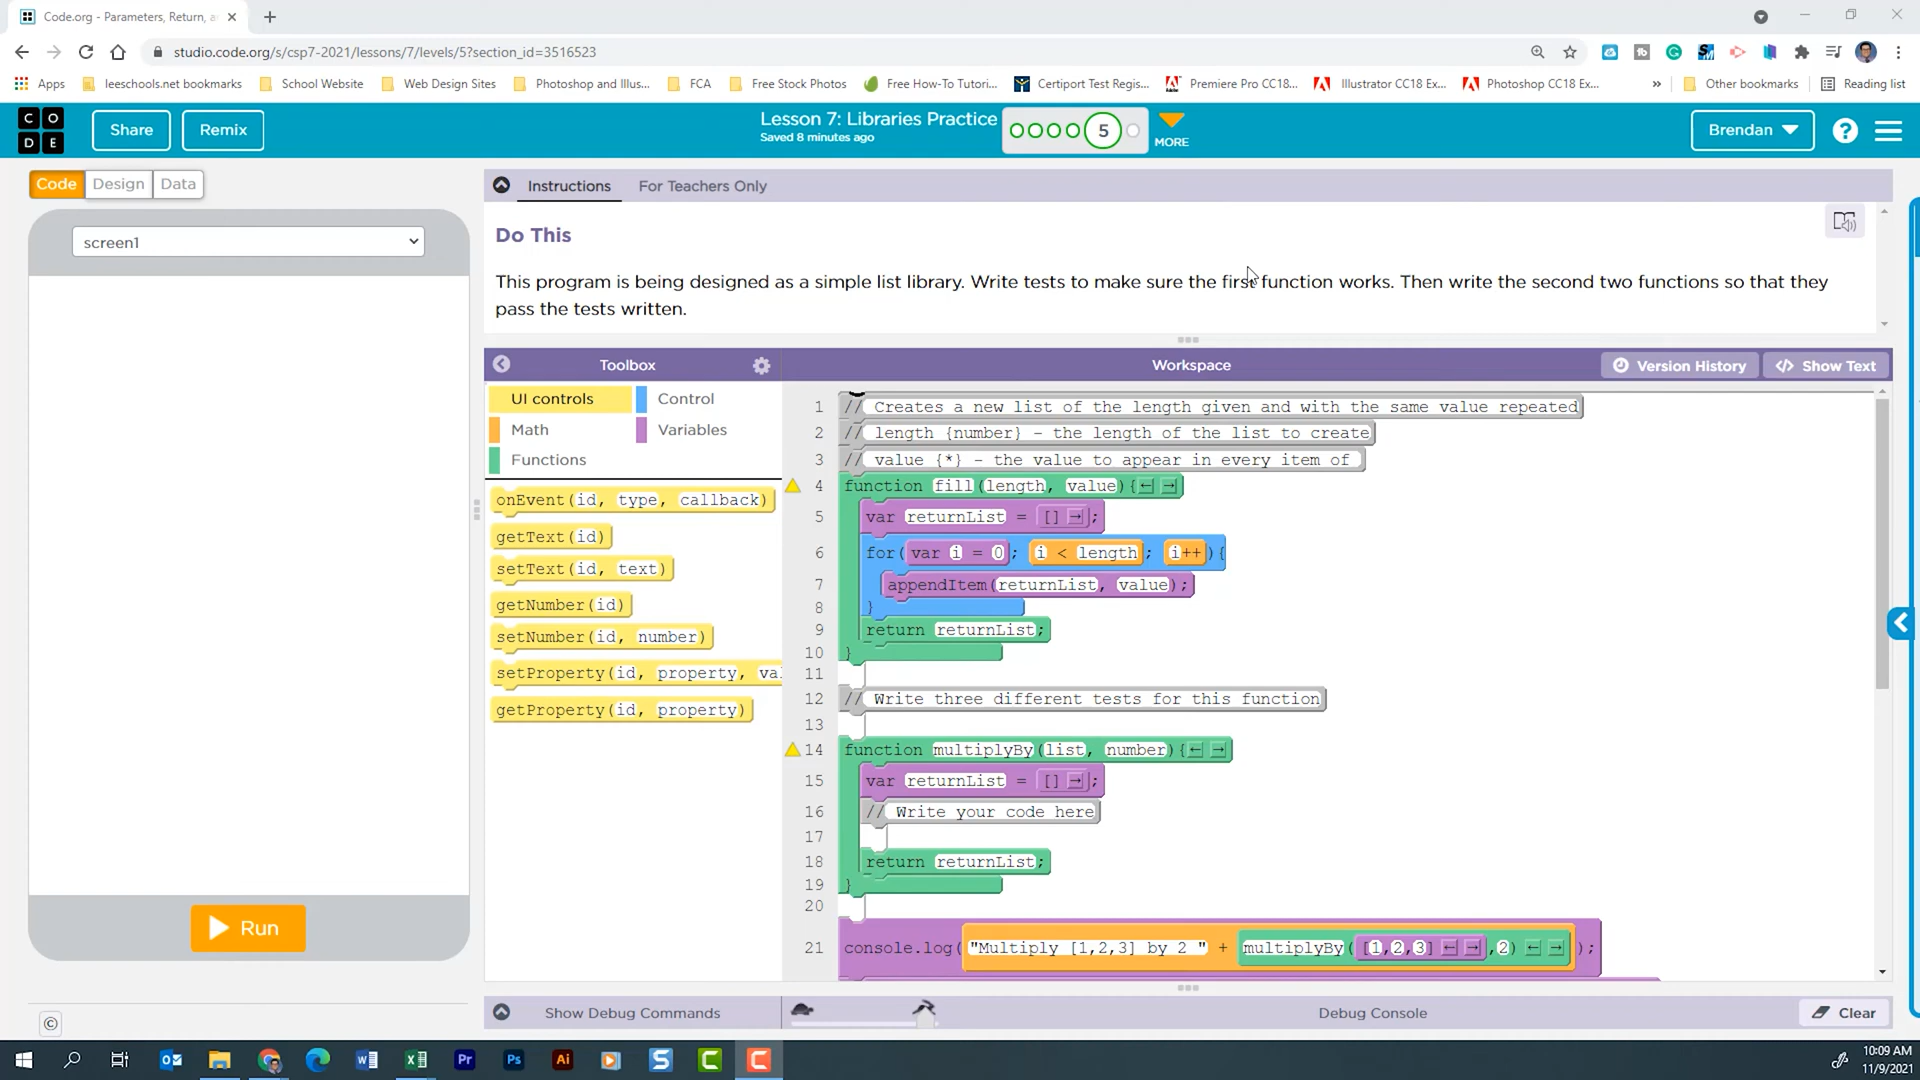 Code.org - Parameters, Return, a
studio.code.org/s/csp7-2021/lessons/7/levels/5?section_id=3516523
Apps
leeschools.net bookmarks
School Website
Web Design Sites
Photoshop and Illus...
FCA
Free Stock Photos
Free How-To Tutori...
Certiport Test Regis...
Premiere Pro CC18...
Illustrator CC18 Ex...
Photoshop CC18 Ex...
»
Other bookmarks
Reading list
CO
DE
Share
Remix
Lesson 7: Libraries Practice
Saved 8 minutes ago
5
MORE
Brendan
?
Code
Design
Data
screen1
Run
©
Instructions
For Teachers Only
Do This
This program is being designed as a simple list library. Write tests to make sure the first function works. Then write the second two functions so that they
pass the tests written.
Toolbox
Workspace
Version History
</> Show Text
UI controls
Control
Math
Variables
Functions
onEvent(id, type, callback)
getText(id)
setText(id, text)
getNumber(id)
setNumber(id, number)
setProperty(id, property, val
getProperty(id, property)
1 // Creates a new list of the length given and with the same value repeated
2 // length {number} - the length of the list to create
3 // value {*} - the value to appear in every item of
4 function fill(length, value){ ← →
5 var returnList = [] →;
6 for(var i = 0; i < length; i++){
7 appendItem(returnList, value);
8 }
9 return returnList;
10 }
11
12 // Write three different tests for this function
13
14 function multiplyBy(list, number){ ← →
15 var returnList = [] →;
16 // Write your code here
17
18 return returnList;
19 }
20
21 console.log("Multiply [1,2,3] by 2 " + multiplyBy([1,2,3] ← →,2) ← →);
Show Debug Commands
Debug Console
Clear
W
X
Pr
Ps
Ai
S
C
C
10:09 AM
11/9/2021